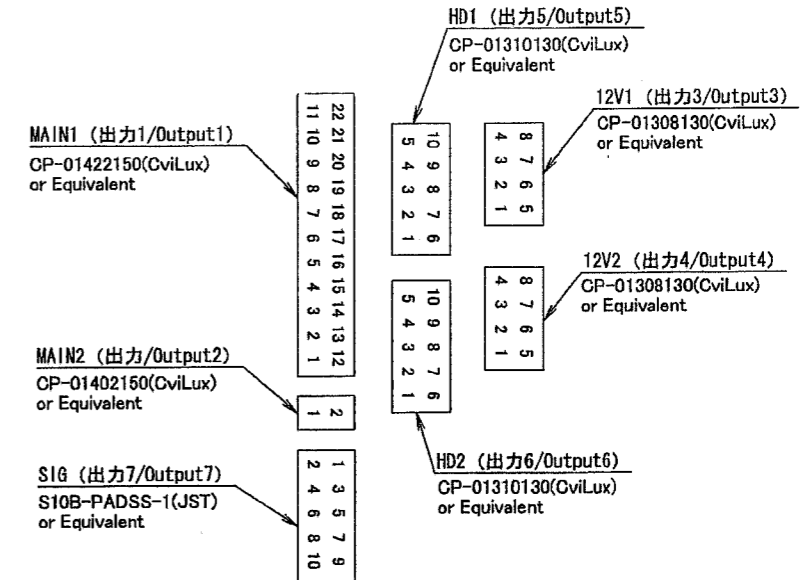 HD1 (出力5/Output5)
CP-01310130(CviLux)
or Equivalent
12V1 (出力3/Output3)
CP-01308130(CviLux)
or Equivalent
MAIN1 (出力1/Output1)
CP-01422150(CviLux)
or Equivalent
11 22
10 21
9 20
8 19
7 18
6 17
5 16
4 15
3 14
2 13
1 12
5 10
4 9
3 8
2 7
1 6
4 8
3 7
2 6
1 5
12V2 (出力4/Output4)
CP-01308130(CviLux)
or Equivalent
5 10
4 9
3 8
2 7
1 6
4 8
3 7
2 6
1 5
MAIN2 (出力/Output2)
CP-01402150(CviLux)
or Equivalent
1 2
HD2 (出力6/Output6)
CP-01310130(CviLux)
or Equivalent
SIG (出力7/Output7)
S10B-PADSS-1(JST)
or Equivalent
2 1
4 3
6 5
8 7
10 9